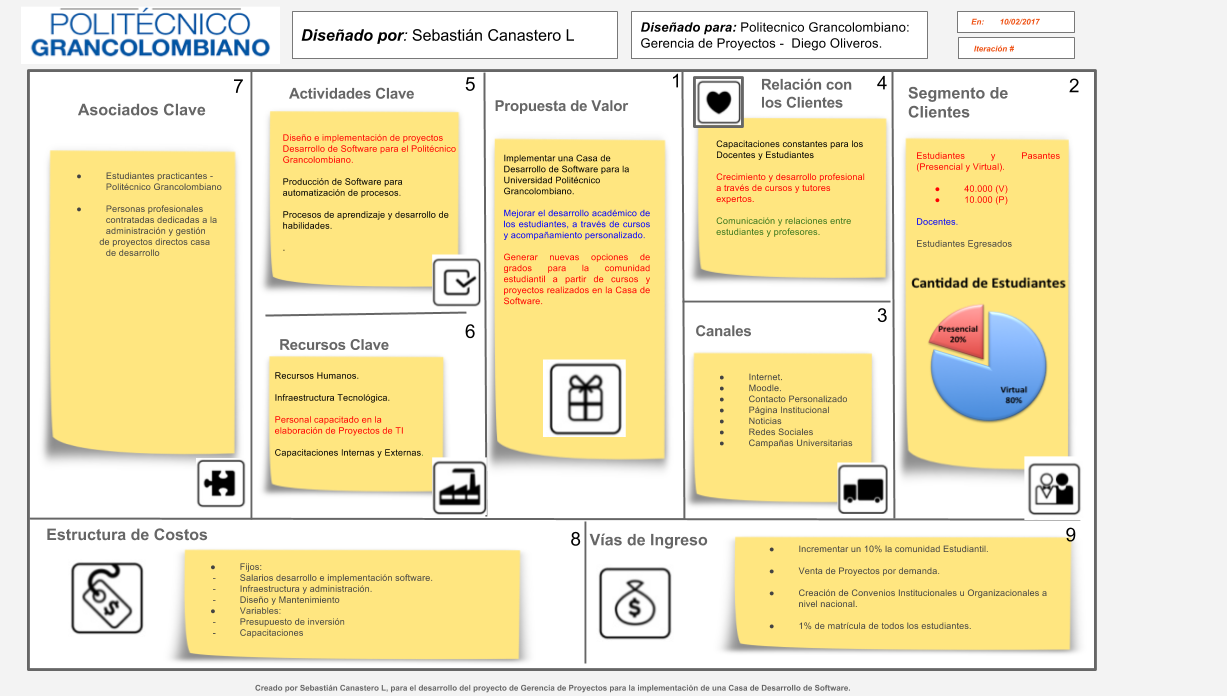 POLITÉCNICO
GRANCOLOMBIANO
Diseñado por: Sebastián Canastero L
Diseñado para: Politecnico Grancolombiano:
Gerencia de Proyectos - Diego Oliveros.
En: 10/02/2017
Iteración #
7
Asociados Clave
● Estudiantes practicantes -
Politécnico Grancolombiano
● Personas profesionales
contratadas dedicadas a la
administración y gestión
de proyectos directos casa
de desarrollo
5
Actividades Clave
Diseño e implementación de proyectos
Desarrollo de Software para el Politécnico
Grancolombiano.
Producción de Software para
automatización de procesos.
Procesos de aprendizaje y desarrollo de
habilidades.
.
6
Recursos Clave
Recursos Humanos.
Infraestructura Tecnológica.
Personal capacitado en la
elaboración de Proyectos de TI
Capacitaciones Internas y Externas.
1
Propuesta de Valor
Implementar una Casa de
Desarrollo de Software para la
Universidad Politécnico
Grancolombiano.
Mejorar el desarrollo académico de
los estudiantes, a través de cursos
y acompañamiento personalizado.
Generar nuevas opciones de
grados para la comunidad
estudiantil a partir de cursos y
proyectos realizados en la Casa de
Software.
4
Relación con
los Clientes
Capacitaciones constantes para los
Docentes y Estudiantes
Crecimiento y desarrollo profesional
a través de cursos y tutores
expertos.
Comunicación y relaciones entre
estudiantes y profesores.
3
Canales
● Internet.
● Moodle.
● Contacto Personalizado
● Página Institucional
● Noticias
● Redes Sociales
● Campañas Universitarias
2
Segmento de
Clientes
Estudiantes y Pasantes
(Presencial y Virtual).
● 40.000 (V)
● 10.000 (P)
Docentes.
Estudiantes Egresados
Cantidad de Estudiantes
Presencial
20%
Virtual
80%
Estructura de Costos
8
● Fijos:
- Salarios desarrollo e implementación software.
- Infraestructura y administración.
- Diseño y Mantenimiento
● Variables:
- Presupuesto de inversión
- Capacitaciones
$
Vías de Ingreso
9
● Incrementar un 10% la comunidad Estudiantil.
● Venta de Proyectos por demanda.
● Creación de Convenios Institucionales u Organizacionales a
nivel nacional.
● 1% de matrícula de todos los estudiantes.
$
Creado por Sebastián Canastero L, para el desarrollo del proyecto de Gerencia de Proyectos para la implementación de una Casa de Desarrollo de Software.